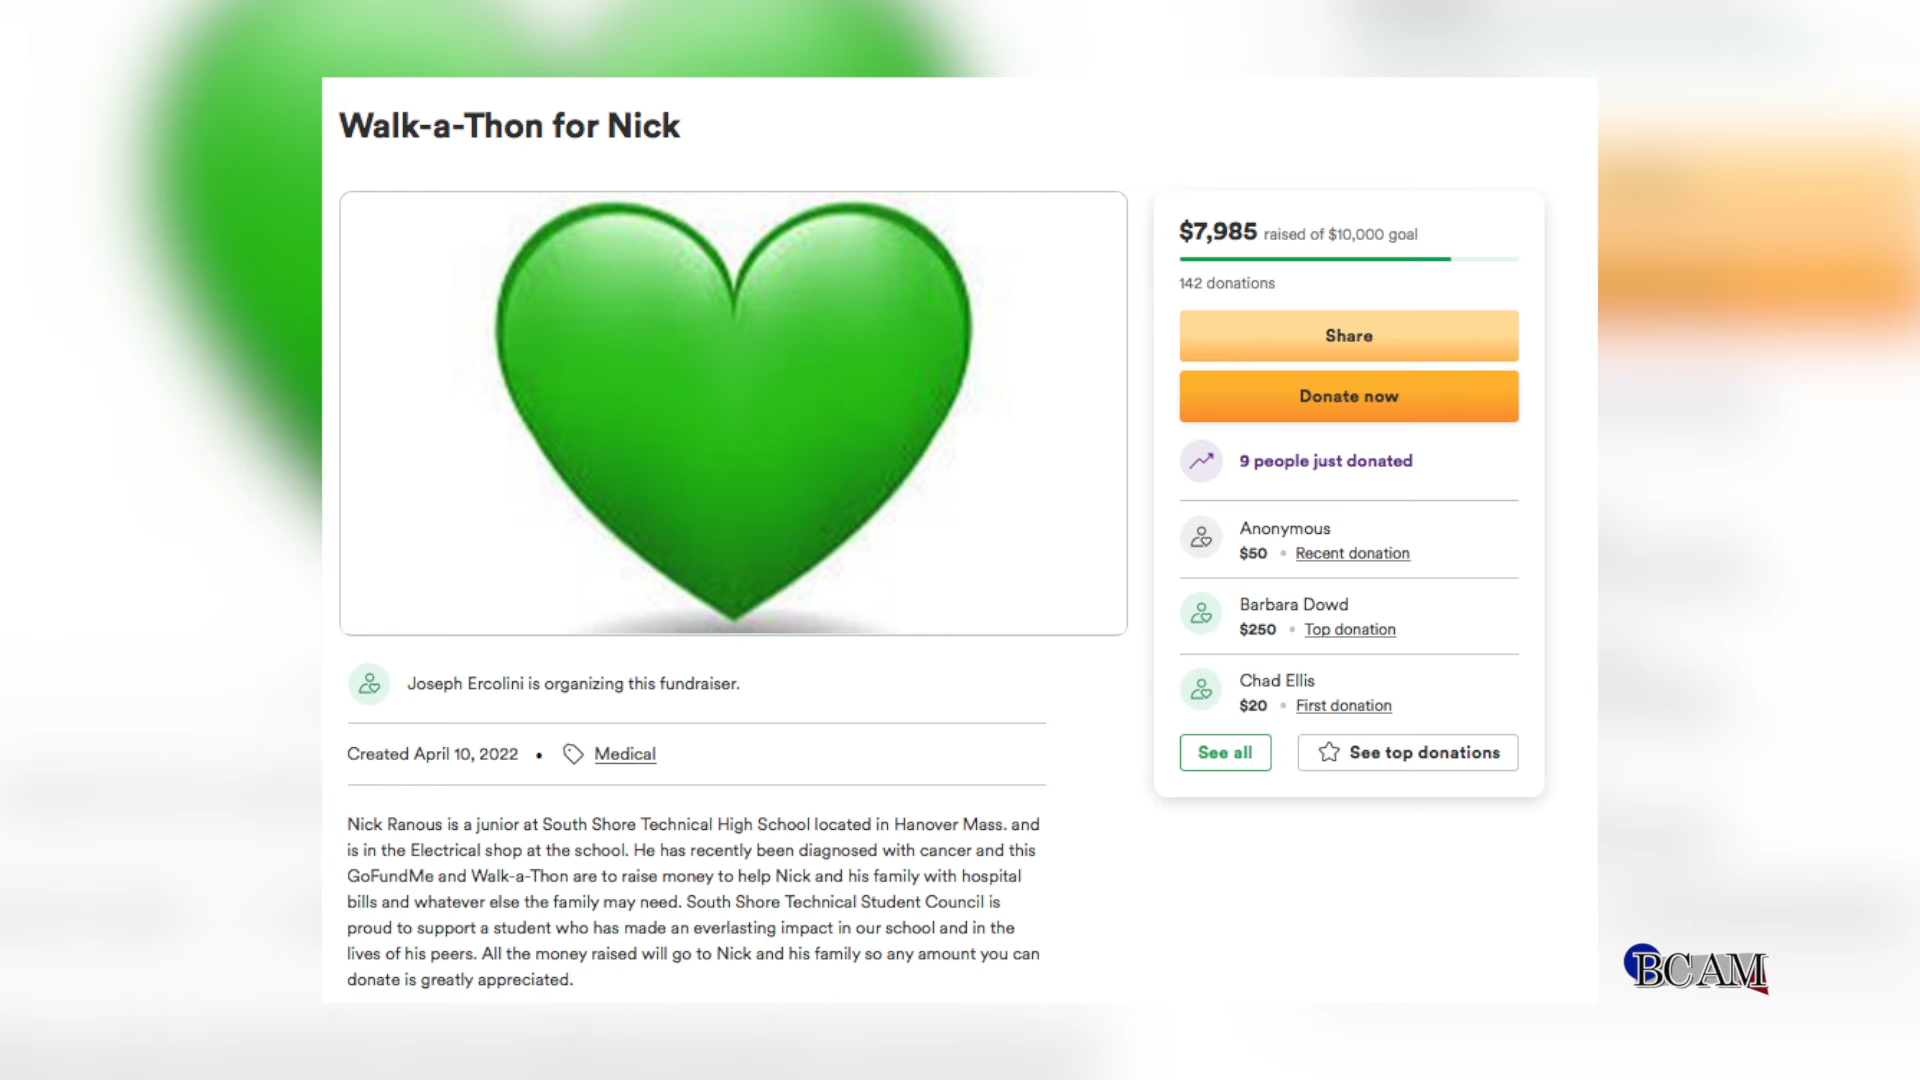 Walk-a-Thon for Nick
$7,985 raised of $10,000 goal
142 donations
Share
Donate now
9 people just donated
Anonymous
$50 • Recent donation
Barbara Dowd
$250 • Top donation
Chad Ellis
$20 • First donation
See all
See top donations
Joseph Ercolini is organizing this fundraiser.
Created April 10, 2022 • Medical
Nick Ranous is a junior at South Shore Technical High School located in Hanover Mass. and
is in the Electrical shop at the school. He has recently been diagnosed with cancer and this
GoFundMe and Walk-a-Thon are to raise money to help Nick and his family with hospital
bills and whatever else the family may need. South Shore Technical Student Council is
proud to support a student who has made an everlasting impact in our school and in the
lives of his peers. All the money raised will go to Nick and his family so any amount you can
donate is greatly appreciated.
BCAM